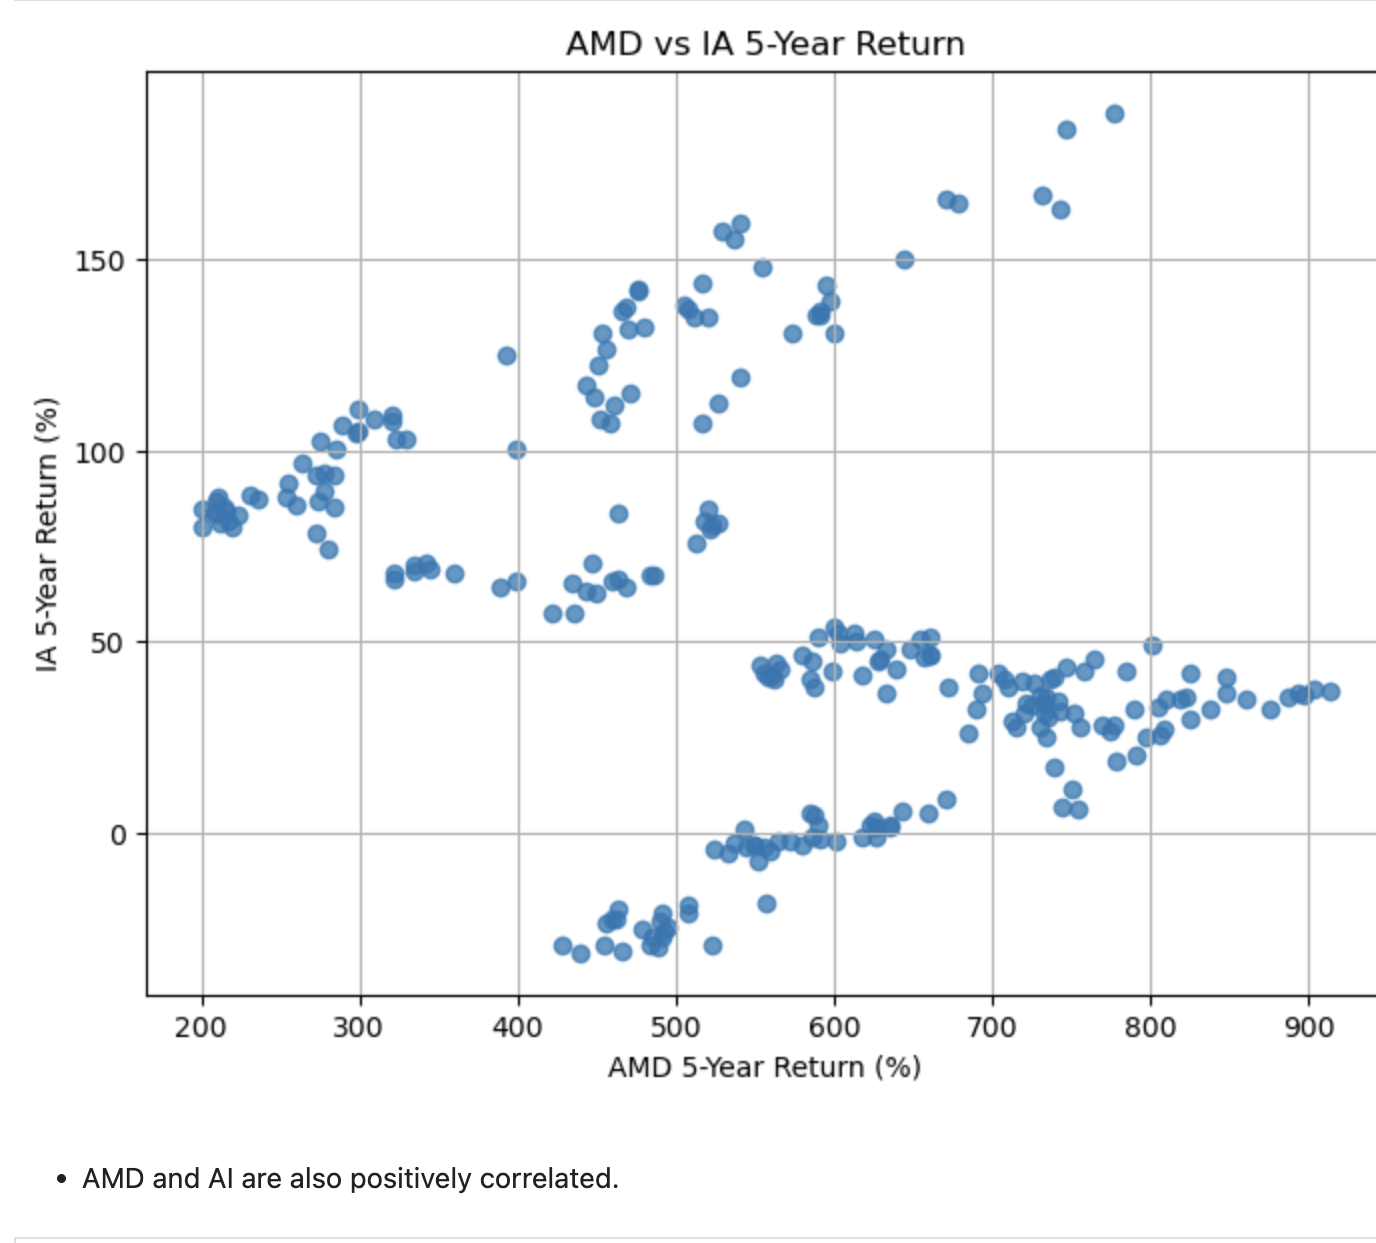 AMD vs IA 5-Year Return
IA 5-Year Return (%)
150
100
50
0
200 300 400 500 600 700 800 900
AMD 5-Year Return (%)
• AMD and AI are also positively correlated.